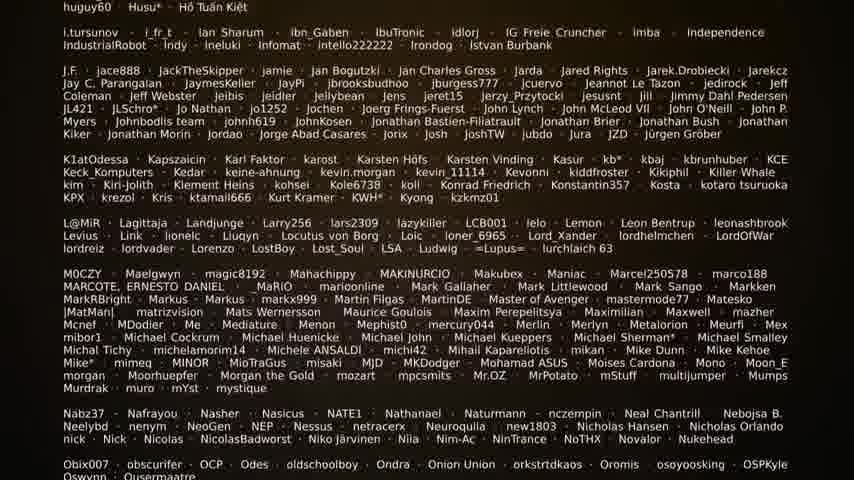 huguy60 · Husu* · Hồ Tuấn Kiệt
i.tursunov · i_fr_t · Ian Sharum · Ibn_Gaben · IbuTronic · idlorj · IG Freie Cruncher · imba · Independence
IndustrialRobot · Indy · Ineluki · Infomat · intello222222 · Irondog · Istvan Burbank
J.F. · jace888 · JackTheSkipper · jamie · Jan Bogutzki · Jan Charles Gross · Jarda · Jared Rights · Jarek.Drobiecki · Jarekcz
Jay C. Parangalan · JaymesKeller · JayPi · jbrooksbudhoo · jburgess777 · jcuervo · Jeannot Le Tazon · jedirock · Jeff
Coleman · Jeff Webster · Jeibis · jeidler · Jellybean · Jens · jeret15 · Jerzy_Przytocki · jesusnt · jill · Jimmy Dahl Pedersen
JL421 · JLSchro* · Jo Nathan · jo1252 · Jochen · Joerg Frings-Fuerst · John Lynch · John McLeod VII · John O'Neill · John P.
Myers · Johnbodlis team · johnh619 · JohnKosen · Jonathan Bastien-Filiatrault · Jonathan Brier · Jonathan Bush · Jonathan
Kiker · Jonathan Morin · Jordao · Jorge Abad Casares · Jorix · Josh · JoshTW · jubdo · Jura · JZD · Jürgen Gröber
K1atOdessa · Kapszaicin · Karl Faktor · karost · Karsten Höfs · Karsten Vinding · Kasur · kb* · kbaj · kbrunhuber · KCE
Keck_Komputers · Kedar · keine-ahnung · kevin.morgan · kevin_11114 · Kevonni · kiddfroster · Kikiphil · Killer Whale
kim · Kiri-Jolith · Klement Heins · kohsei · Kole6738 · koli · Konrad Friedrich · Konstantin357 · Kosta · kotaro tsuruoka
KPX · krezol · Kris · ktamail666 · Kurt Kramer · KWH* · Kyong · kzkmz01
L@MiR · Lagittaja · Landjunge · Larry256 · lars2309 · lazykiller · LCB001 · lelo · Lemon · Leon Bentrup · leonashbrook
Levius · Link · lionelc · Liuqyn · Locutus von Borg · Loic · loner_6965 · Lord_Xander · lordhelmchen · LordOfWar
lordreiz · lordvader · Lorenzo · LostBoy · Lost_Soul · LSA · Ludwig · =Lupus= · lurchlaich 63
M0CZY · Maelgwyn · magic8192 · Mahachippy · MAKINURCIO · Makubex · Maniac · Marcel250578 · marco188
MARCOTE, ERNESTO DANIEL · _MaRiO · marioonline · Mark Gallaher · Mark Littlewood · Mark Sango · Markken
MarkRBright · Markus · Markus · markx999 · Martin Filgas · MartinDE · Master of Avenger · mastermode77 · Matesko
|MatMan| · matrizvision · Mats Wernersson · Maurice Goulois · Maxim Perepelitsya · Maximilian · Maxwell · mazher
Mcnef · MDodier · Me · Mediature · Menon · Mephist0 · mercury044 · Merlin · Merlyn · Metalorion · Meurfi · Mex
mibor1 · Michael Cockrum · Michael Huenicke · Michael John · Michael Kueppers · Michael Sherman* · Michael Smalley
Michal Tichy · michelamorim14 · Michele ANSALDI · michi42 · Mihail Kapareliotis · mikan · Mike Dunn · Mike Kehoe
Mike* · mimeq · MINOR · MioTraGus · misaki · MJD · MKDodger · Mohamad ASUS · Moises Cardona · Mono · Moon_E
morgan · Moorhuepfer · Morgan the Gold · mozart · mpcsmits · Mr.OZ · MrPotato · mStuff · multijumper · Mumps
Murdrak · muro · mYst · mystique
Nabz37 · Nafrayou · Nasher · Nasicus · NATE1 · Nathanael · Naturmann · nczempin · Neal Chantrill · Nebojsa B.
Neelybd · nenym · NeoGen · NEP · Nessus · netracerx · Neuroquila · new1803 · Nicholas Hansen · Nicholas Orlando
nick · Nick · Nicolas · NicolasBadworst · Niko Järvinen · Niia · Nim-Ac · NinTrance · NoTHX · Novalor · Nukehead
Obix007 · obscurifer · OCP · Odes · oldschoolboy · Ondra · Onion Union · orkstrtdkaos · Oromis · osoyoosking · OSPKyle
Oswynn · Ousermaatre